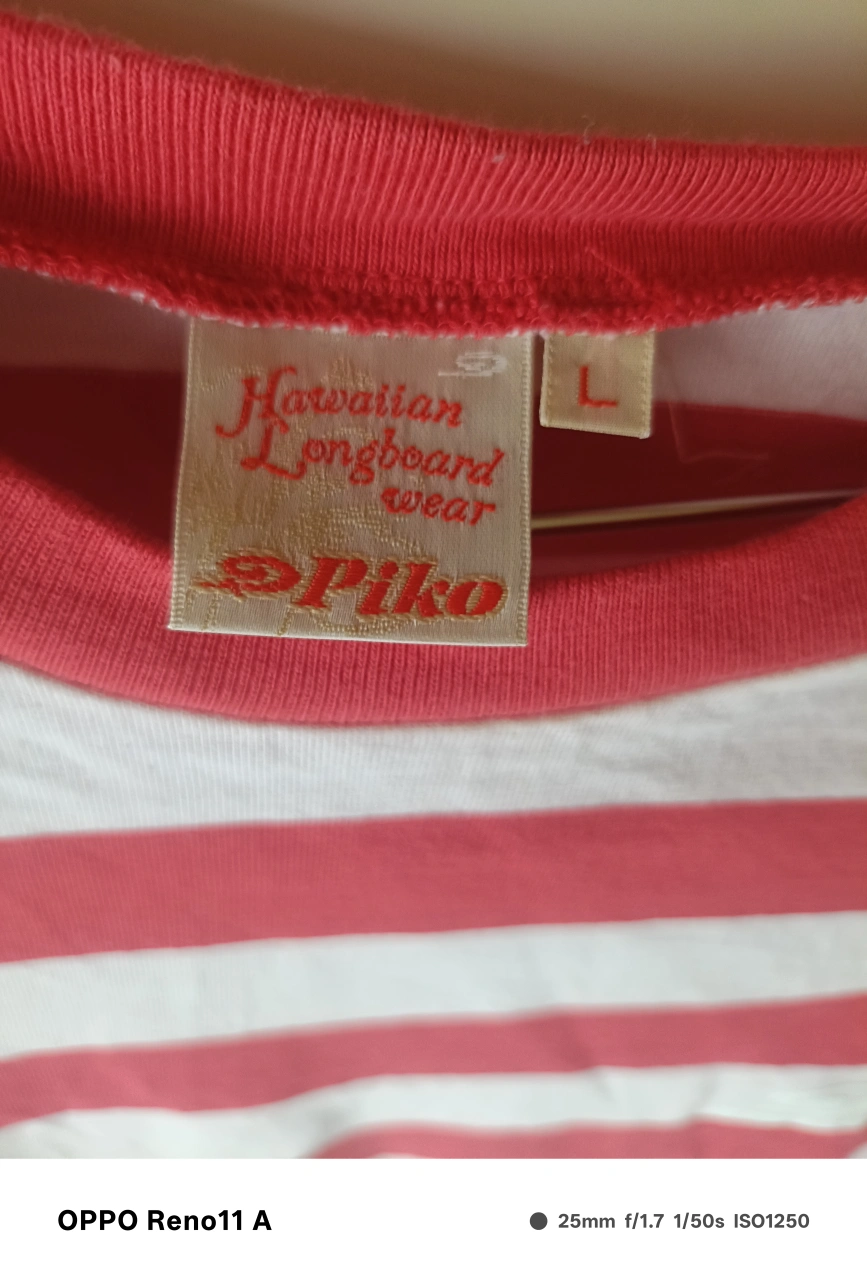 Hawaiian
Longboard
wear
Piko
L
OPPO Reno11 A
25mm f/1.7 1/50s ISO1250